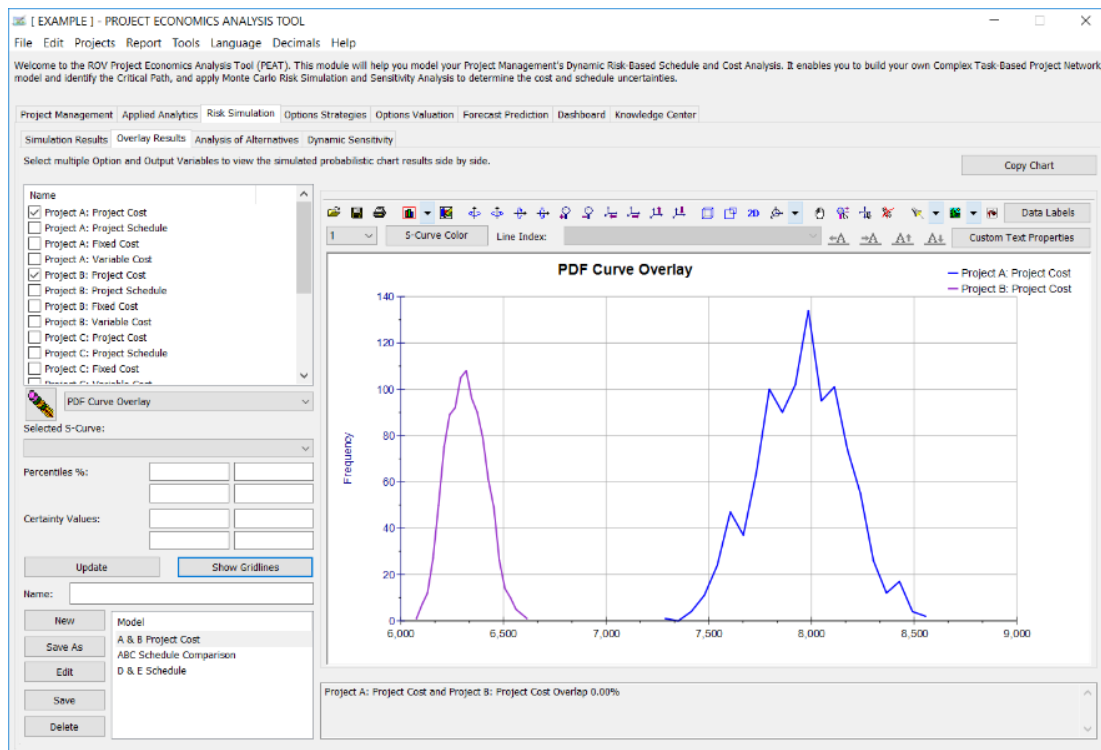 [ EXAMPLE ] - PROJECT ECONOMICS ANALYSIS TOOL
File Edit Projects Report Tools Language Decimals Help
Welcome to the ROV Project Economics Analysis Tool (PEAT). This module will help you model your Project Management's Dynamic Risk-Based Schedule and Cost Analysis. It enables you to build your own Complex Task-Based Project Network
model and identify the Critical Path, and apply Monte Carlo Risk Simulation and Sensitivity Analysis to determine the cost and schedule uncertainties.
Project Management Applied Analytics Risk Simulation Options Strategies Options Valuation Forecast Prediction Dashboard Knowledge Center
Simulation Results Overlay Results Analysis of Alternatives Dynamic Sensitivity
Select multiple Option and Output Variables to view the simulated probabilistic chart results side by side.
Copy Chart
Name
Project A: Project Cost
Project A: Project Schedule
Project A: Fixed Cost
Project A: Variable Cost
Project B: Project Cost
Project B: Project Schedule
Project B: Fixed Cost
Project B: Variable Cost
Project C: Project Cost
Project C: Project Schedule
Project C: Fixed Cost
Project C: Variable Cost
PDF Curve Overlay
Selected S-Curve:
Percentiles %:
Certainty Values:
Update Show Gridlines
Name:
New
Save As
Edit
Save
Delete
Model
A & B Project Cost
ABC Schedule Comparison
D & E Schedule
2D
Data Labels
1 S-Curve Color Line Index: A A A A Custom Text Properties
PDF Curve Overlay
Project A: Project Cost
Project B: Project Cost
Frequency
140
120
100
80
60
40
20
0
6,000 6,500 7,000 7,500 8,000 8,500 9,000
Project A: Project Cost and Project B: Project Cost Overlap 0.00%